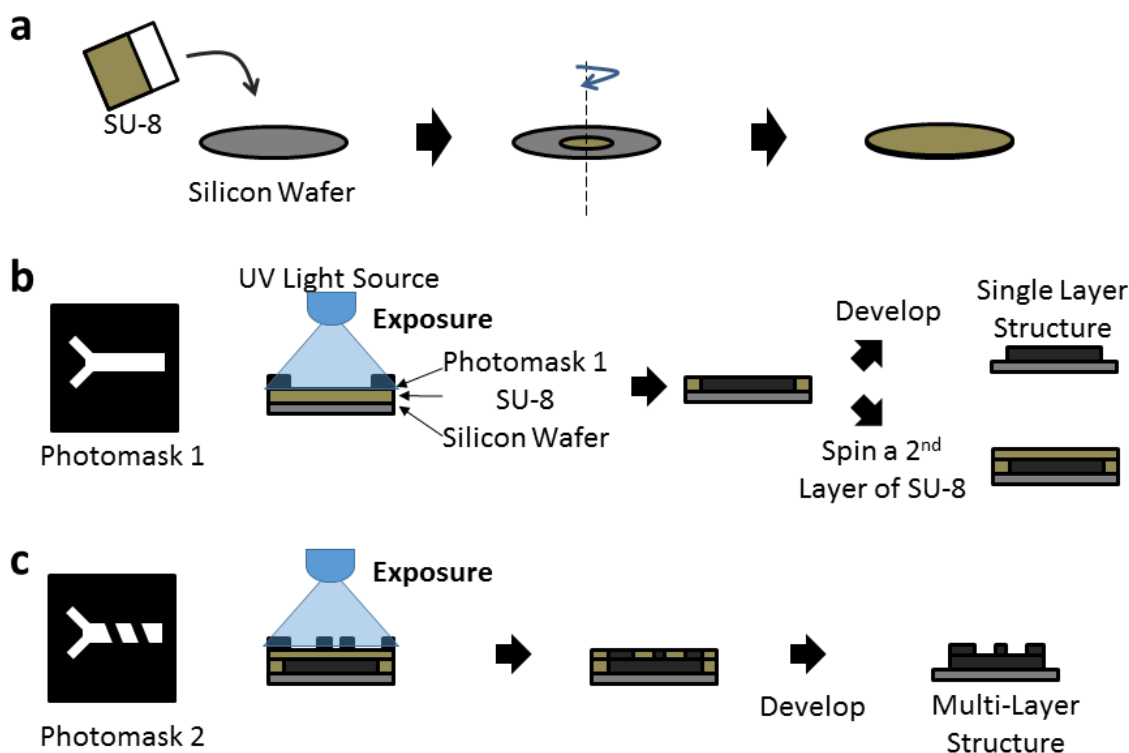 a
SU-8
Silicon Wafer
b
UV Light Source
Exposure
Photomask 1
SU-8
Silicon Wafer
Photomask 1
Develop
Single Layer
Structure
Spin a 2nd
Layer of SU-8
c
Exposure
Photomask 2
Develop
Multi-Layer
Structure